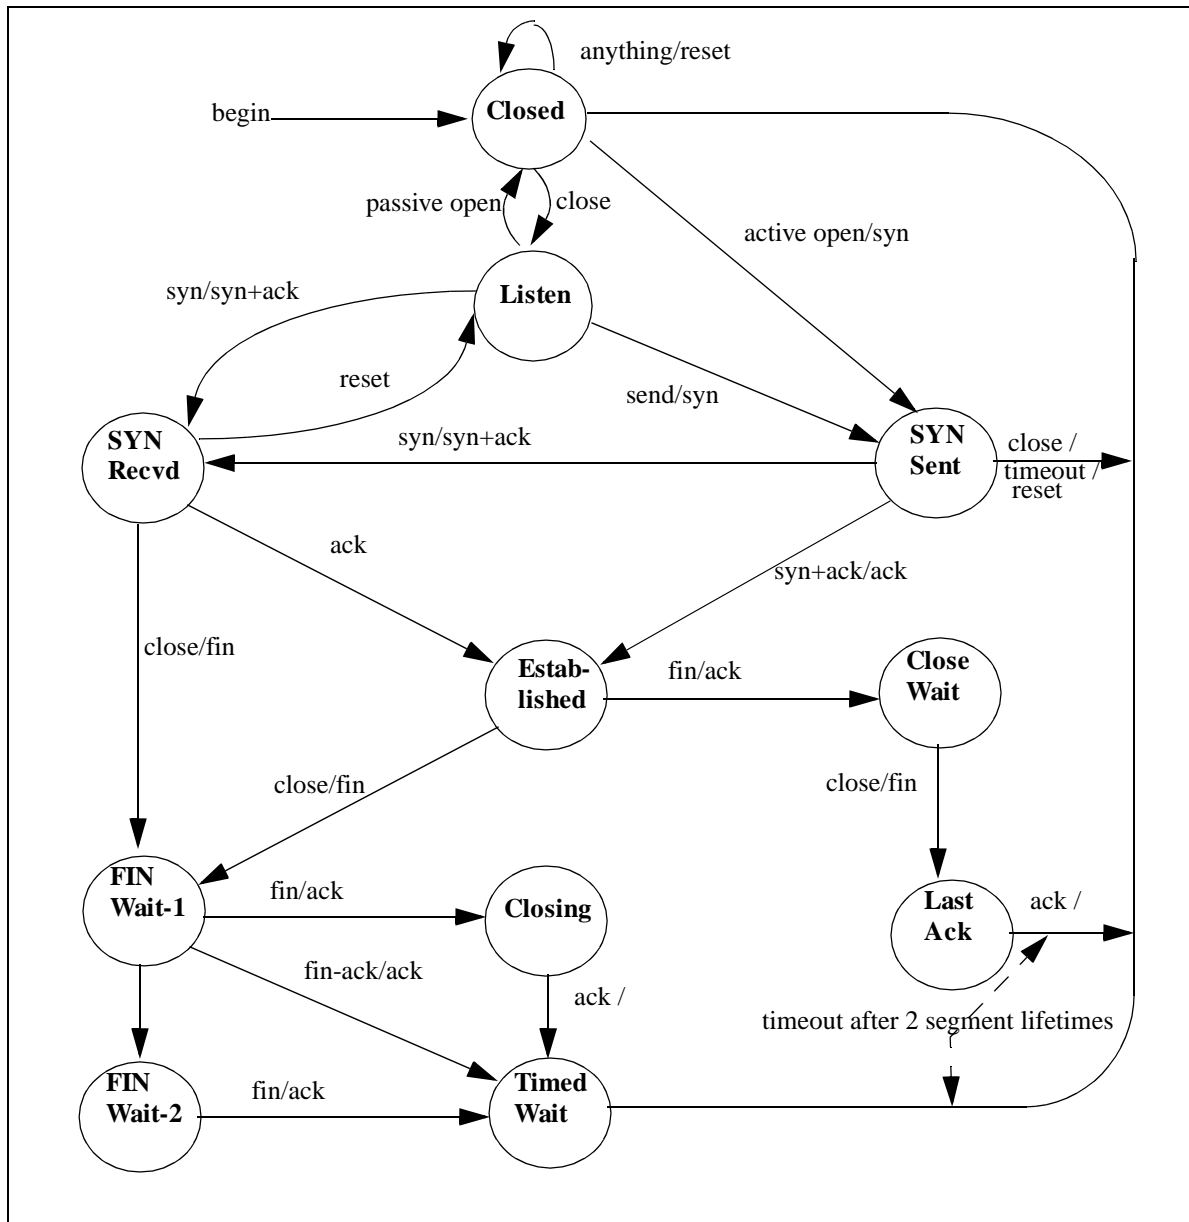 anything/reset
Closed
begin
passive open
close
active open/syn
Listen
syn/syn+ack
reset
send/syn
SYN
Recvd
syn/syn+ack
SYN
Sent
close /
timeout /
reset
ack
syn+ack/ack
close/fin
Estab-
lished
fin/ack
Close
Wait
close/fin
close/fin
FIN
Wait-1
fin/ack
Closing
Last
Ack
ack /
fin-ack/ack
ack /
timeout after 2 segment lifetimes
FIN
Wait-2
fin/ack
Timed
Wait